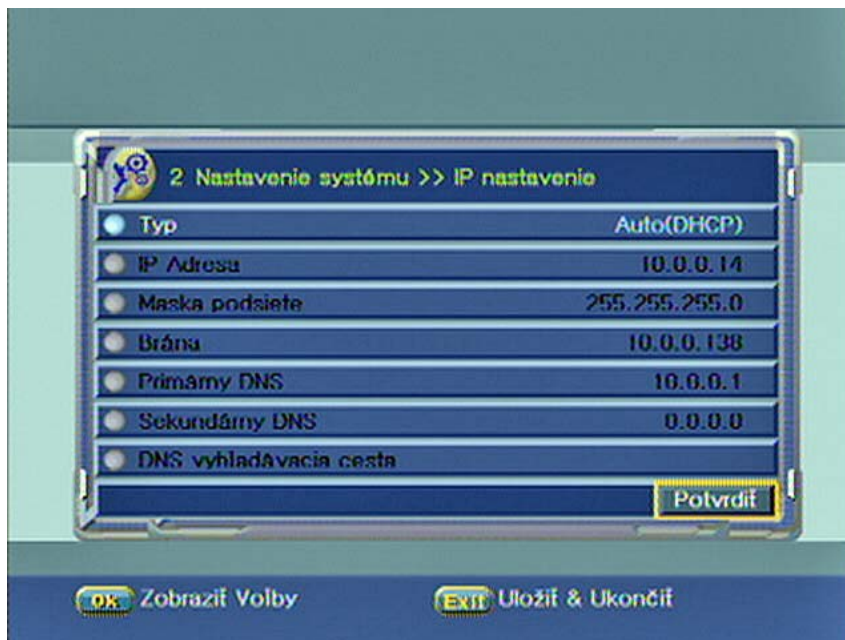 2 Nastavenie systému >> IP nastavenie
Typ Auto(DHCP)
IP Adresa 10.0.0.14
Maska podsiete 255.255.255.0
Brána 10.0.0.138
Primárny DNS 10.0.0.1
Sekundárny DNS 0.0.0.0
DNS vyhladávacia cesta
Potvrdiť
OK Zobraziť Volby Exit Uložiť & Ukončiť